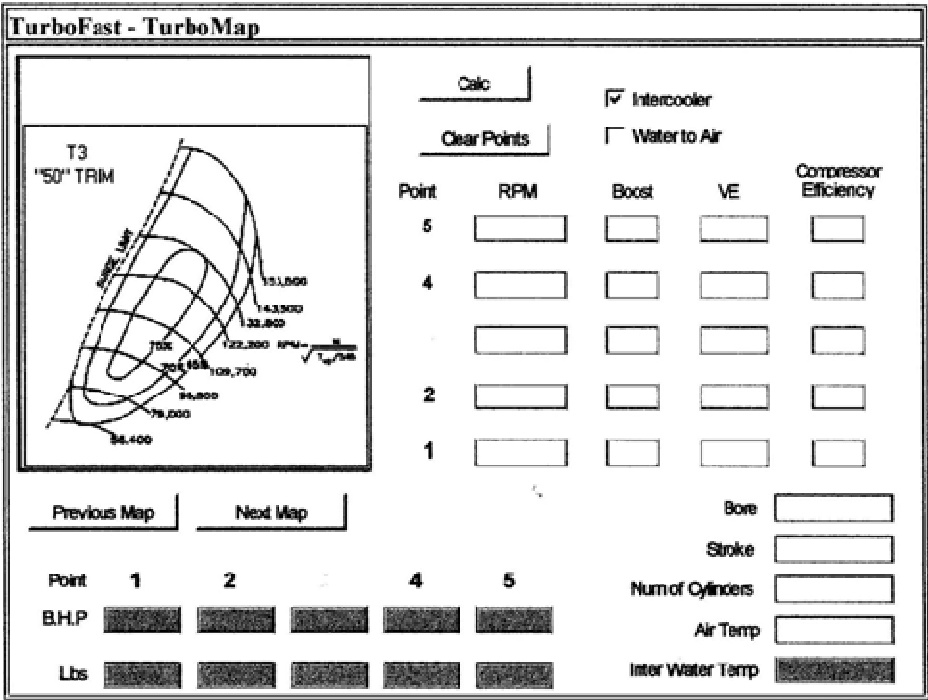 TurboFast - TurboMap
T3
"50" TRIM
SURGE LIMIT
143,500
122,200 RPM=
109,700
94,800
79,000
70%
Calc
Clear Points
Intercooler
Water to Air
Point RPM Boost VE Compressor Efficiency
5
4
2
1
Previous Map Next Map
Point 1 2 4 5
B.H.P
Lbs
Bore
Stroke
Num of Cylinders
Air Temp
Inter Water Temp